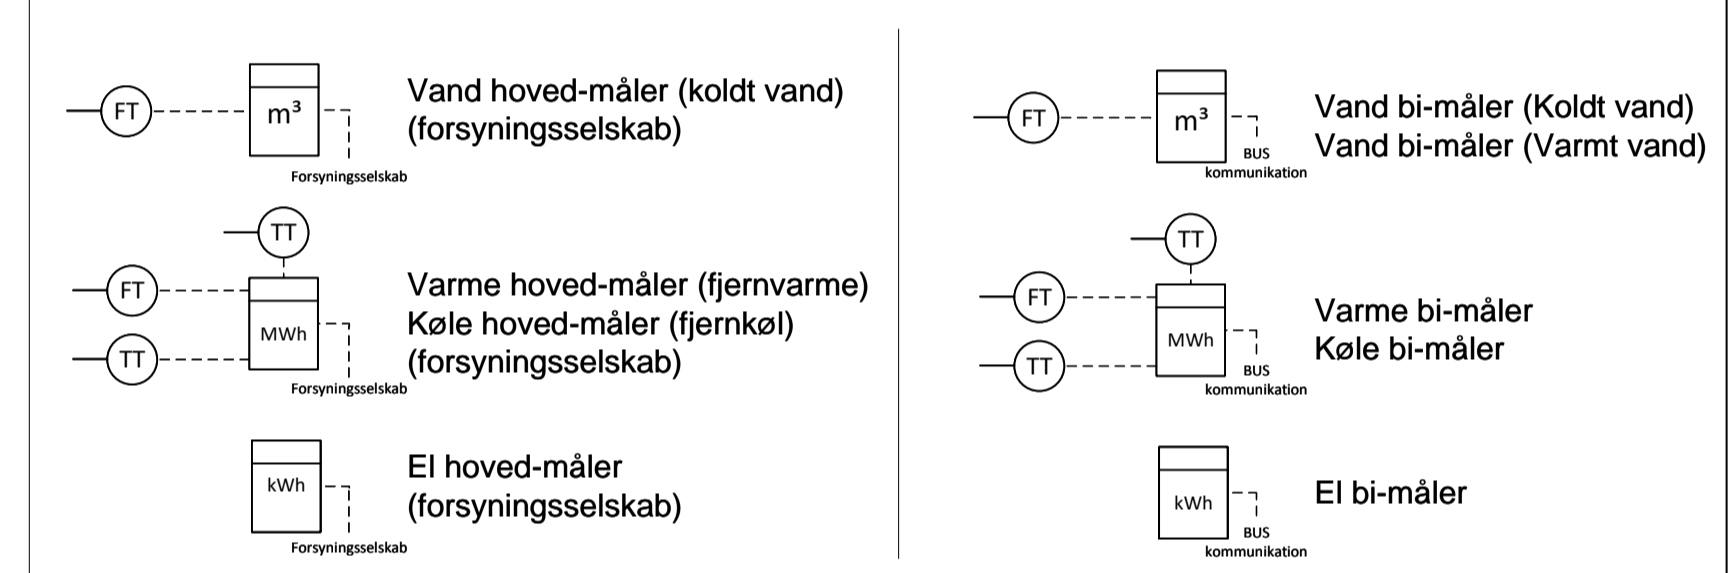 FT
m³
Vand hoved-måler (koldt vand)
(forsyningsselskab)
Forsyningsselskab
TT
FT
MWh
TT
Varme hoved-måler (fjernvarme)
Køle hoved-måler (fjernkøl)
(forsyningsselskab)
Forsyningsselskab
kWh
El hoved-måler
(forsyningsselskab)
Forsyningsselskab
FT
m³
BUS
kommunikation
Vand bi-måler (Koldt vand)
Vand bi-måler (Varmt vand)
TT
FT
MWh
TT
BUS
kommunikation
Varme bi-måler
Køle bi-måler
kWh
BUS
kommunikation
El bi-måler